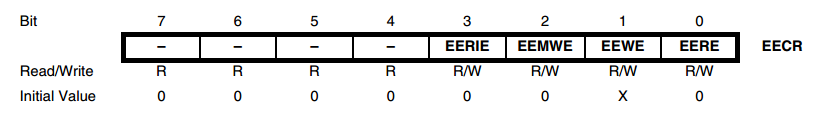 Bit 7 6 5 4 3 2 1 0
– – – – EERIE EEMWE EEWE EERE EECR
Read/Write R R R R R/W R/W R/W R/W
Initial Value 0 0 0 0 0 0 X 0